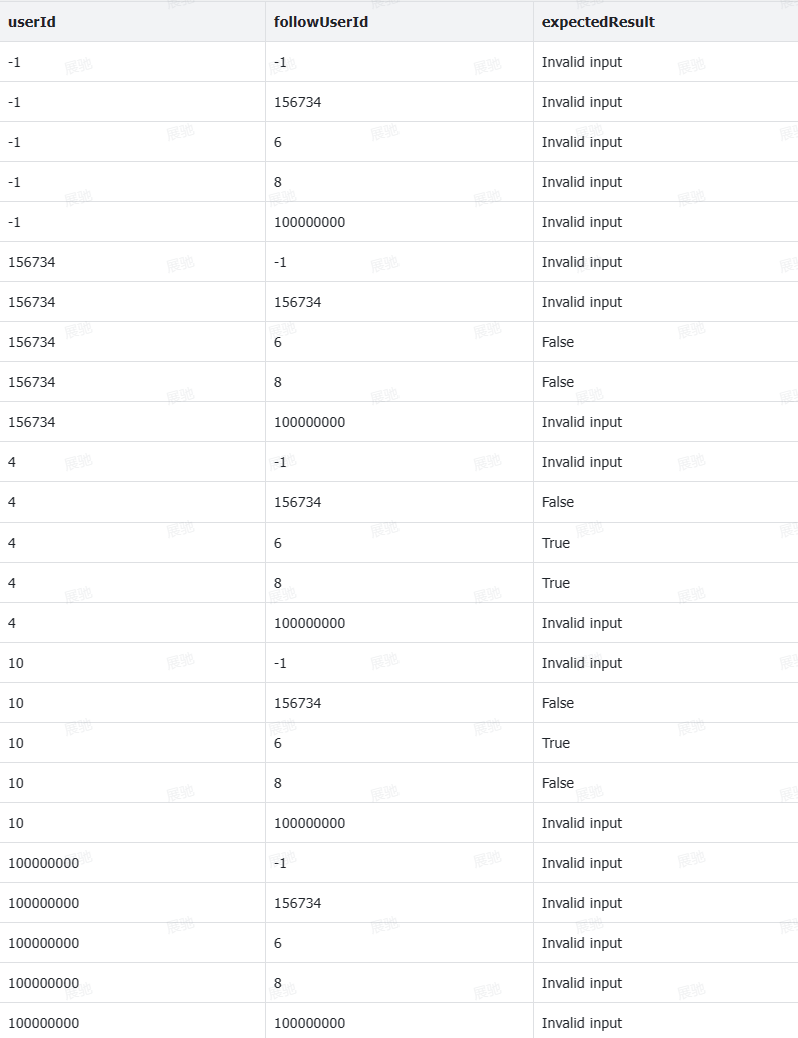 userId followUserId expectedResult
-1 -1 Invalid input
-1 156734 Invalid input
-1 6 Invalid input
-1 8 Invalid input
-1 100000000 Invalid input
156734 -1 Invalid input
156734 156734 Invalid input
156734 6 False
156734 8 False
156734 100000000 Invalid input
4 -1 Invalid input
4 156734 False
4 6 True
4 8 True
4 100000000 Invalid input
10 -1 Invalid input
10 156734 False
10 6 True
10 8 False
10 100000000 Invalid input
100000000 -1 Invalid input
100000000 156734 Invalid input
100000000 6 Invalid input
100000000 8 Invalid input
100000000 100000000 Invalid input
展驰